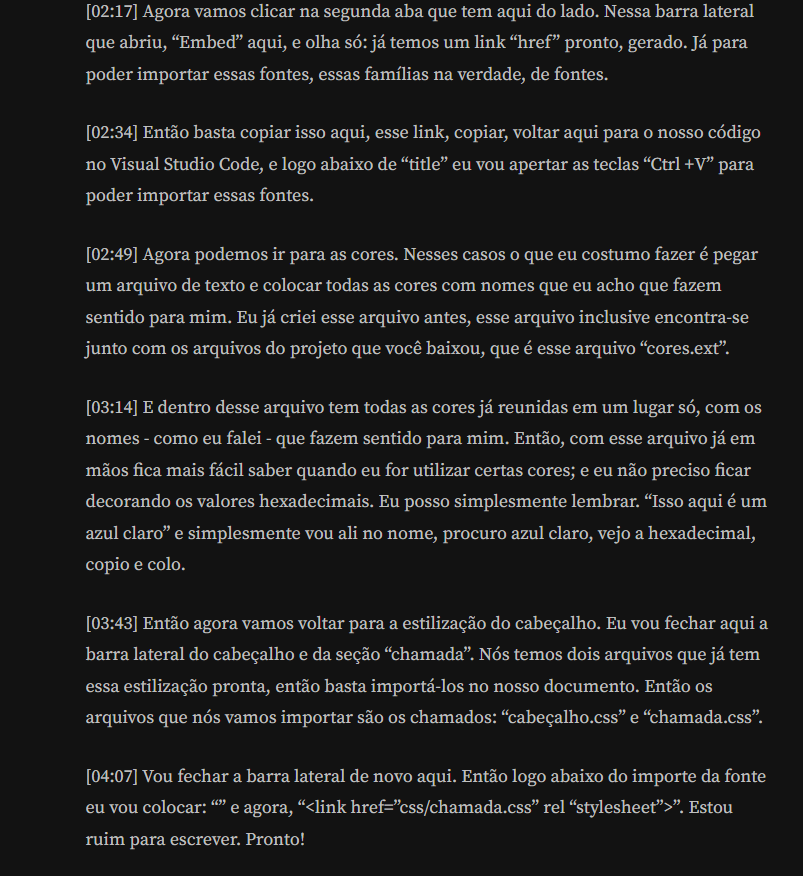 [02:17] Agora vamos clicar na segunda aba que tem aqui do lado. Nessa barra lateral
que abriu, “Embed” aqui, e olha só: já temos um link “href” pronto, gerado. Já para
poder importar essas fontes, essas famílias na verdade, de fontes.
[02:34] Então basta copiar isso aqui, esse link, copiar, voltar aqui para o nosso código
no Visual Studio Code, e logo abaixo de “title” eu vou apertar as teclas “Ctrl +V” para
poder importar essas fontes.
[02:49] Agora podemos ir para as cores. Nesses casos o que eu costumo fazer é pegar
um arquivo de texto e colocar todas as cores com nomes que eu acho que fazem
sentido para mim. Eu já criei esse arquivo antes, esse arquivo inclusive encontra-se
junto com os arquivos do projeto que você baixou, que é esse arquivo “cores.ext”.
[03:14] E dentro desse arquivo tem todas as cores já reunidas em um lugar só, com os
nomes - como eu falei - que fazem sentido para mim. Então, com esse arquivo já em
mãos fica mais fácil saber quando eu for utilizar certas cores; e eu não preciso ficar
decorando os valores hexadecimais. Eu posso simplesmente lembrar. “Isso aqui é um
azul claro” e simplesmente vou ali no nome, procuro azul claro, vejo a hexadecimal,
copio e colo.
[03:43] Então agora vamos voltar para a estilização do cabeçalho. Eu vou fechar aqui a
barra lateral do cabeçalho e da seção “chamada”. Nós temos dois arquivos que já tem
essa estilização pronta, então basta importá-los no nosso documento. Então os
arquivos que nós vamos importar são os chamados: “cabeçalho.css” e “chamada.css”.
[04:07] Vou fechar a barra lateral de novo aqui. Então logo abaixo do importe da fonte
eu vou colocar: “” e agora, “<link href=”css/chamada.css” rel “stylesheet”>”. Estou
ruim para escrever. Pronto!